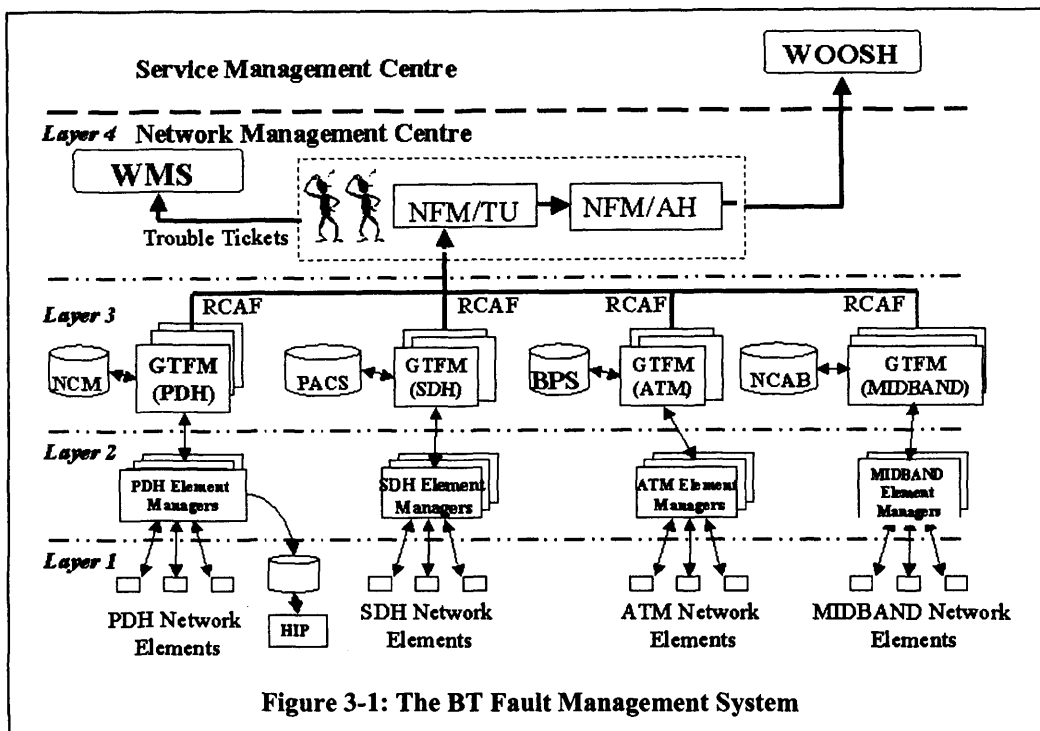 Service Management Centre
WOOSH
Layer 4 Network Management Centre
WMS
NFM/TU
NFM/AH
Trouble Tickets
RCAF
RCAF
RCAF
RCAF
Layer 3
NCM
GTFM
(PDH)
PACS
GTFM
(SDH)
BPS
GTFM
(ATM)
NCAB
GTFM
(MIDBAND)
Layer 2
PDH Element
Managers
SDH Element
Managers
ATM Element
Managers
MIDBAND
Element
Managers
Layer 1
PDH Network
Elements
HIP
SDH Network
Elements
ATM Network
Elements
MIDBAND Network
Elements
Figure 3-1: The BT Fault Management System